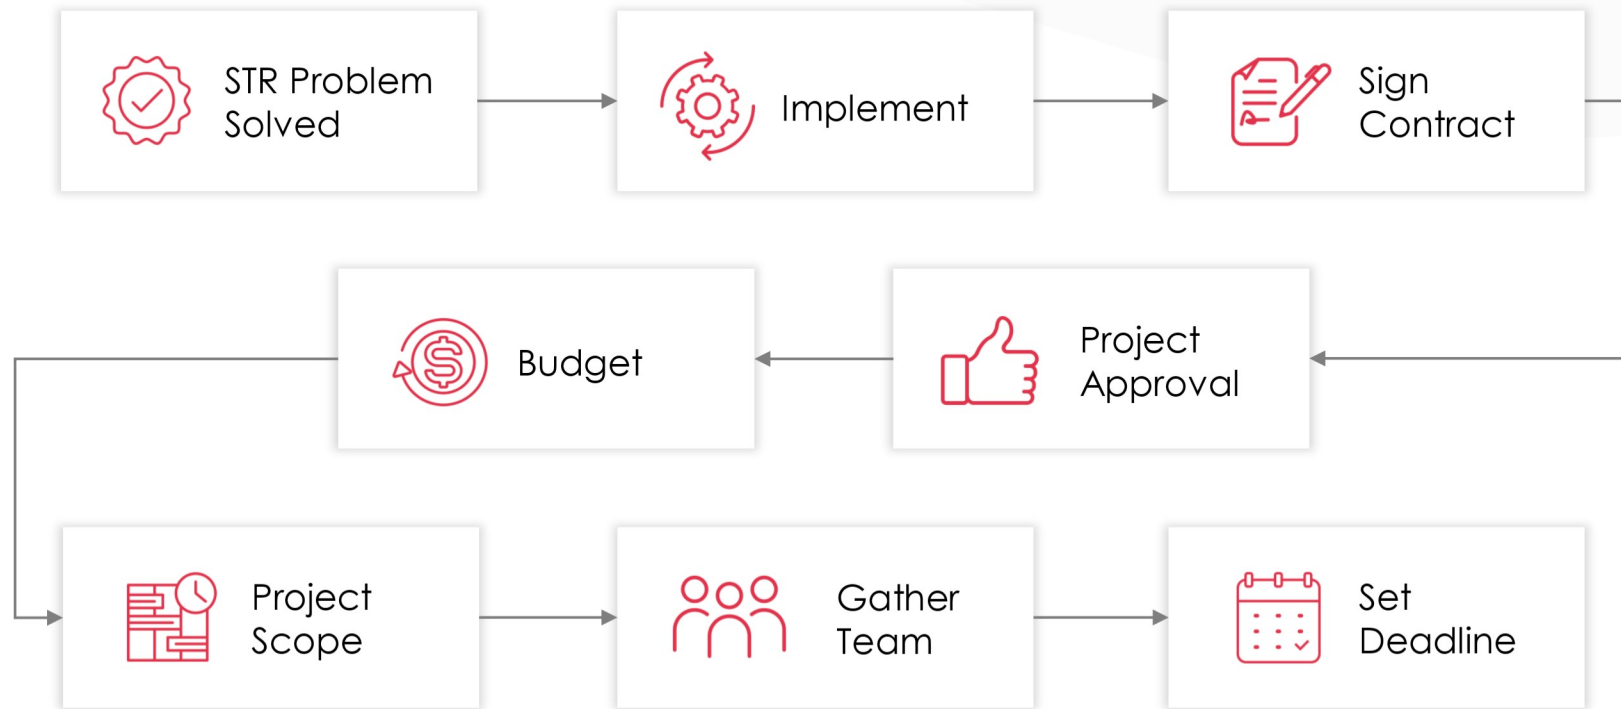 STR Problem
Solved
Implement
Sign
Contract
Project
Approval
Budget
Project
Scope
Gather
Team
Set
Deadline